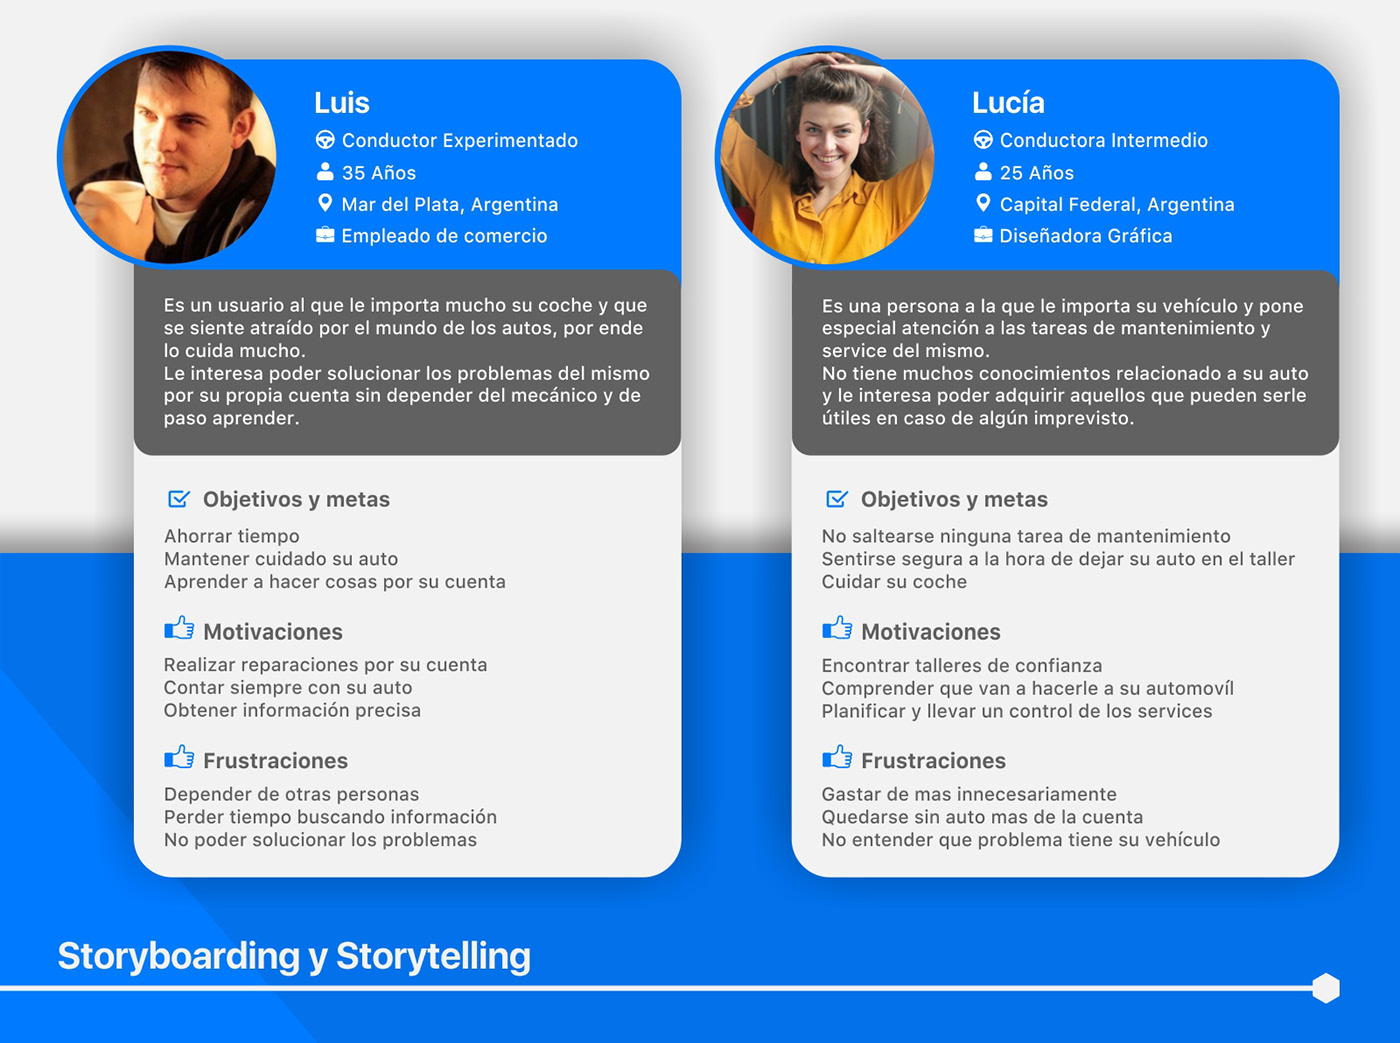 Luis
Conductor Experimentado
35 Años
Mar del Plata, Argentina
Empleado de comercio
Es un usuario al que le importa mucho su coche y que
se siente atraído por el mundo de los autos, por ende
lo cuida mucho.
Le interesa poder solucionar los problemas del mismo
por su propia cuenta sin depender del mecánico y de
paso aprender.
Objetivos y metas
Ahorrar tiempo
Mantener cuidado su auto
Aprender a hacer cosas por su cuenta
Motivaciones
Realizar reparaciones por su cuenta
Contar siempre con su auto
Obtener información precisa
Frustraciones
Depender de otras personas
Perder tiempo buscando información
No poder solucionar los problemas
Lucía
Conductora Intermedio
25 Años
Capital Federal, Argentina
Diseñadora Gráfica
Es una persona a la que le importa su vehículo y pone
especial atención a las tareas de mantenimiento y
service del mismo.
No tiene muchos conocimientos relacionado a su auto
y le interesa poder adquirir aquellos que pueden serle
útiles en caso de algún imprevisto.
Objetivos y metas
No saltearse ninguna tarea de mantenimiento
Sentirse segura a la hora de dejar su auto en el taller
Cuidar su coche
Motivaciones
Encontrar talleres de confianza
Comprender que van a hacerle a su automovíl
Planificar y llevar un control de los services
Frustraciones
Gastar de mas innecesariamente
Quedarse sin auto mas de la cuenta
No entender que problema tiene su vehículo
Storyboarding y Storytelling